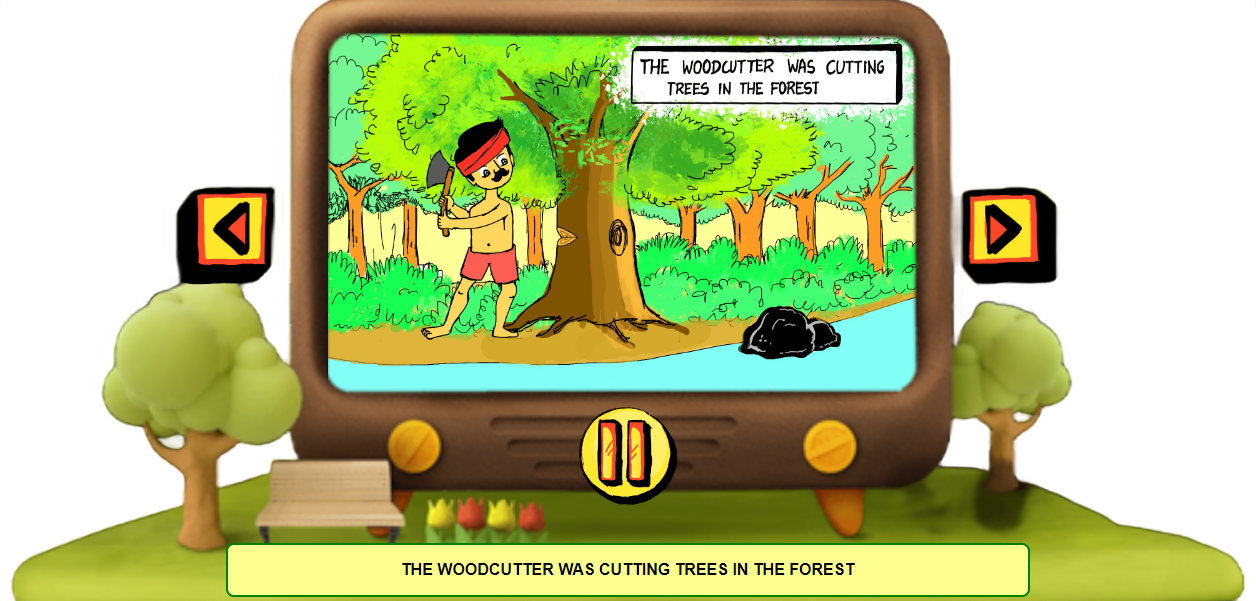 THE WOODCUTTER WAS CUTTING
TREES IN THE FOREST
THE WOODCUTTER WAS CUTTING TREES IN THE FOREST